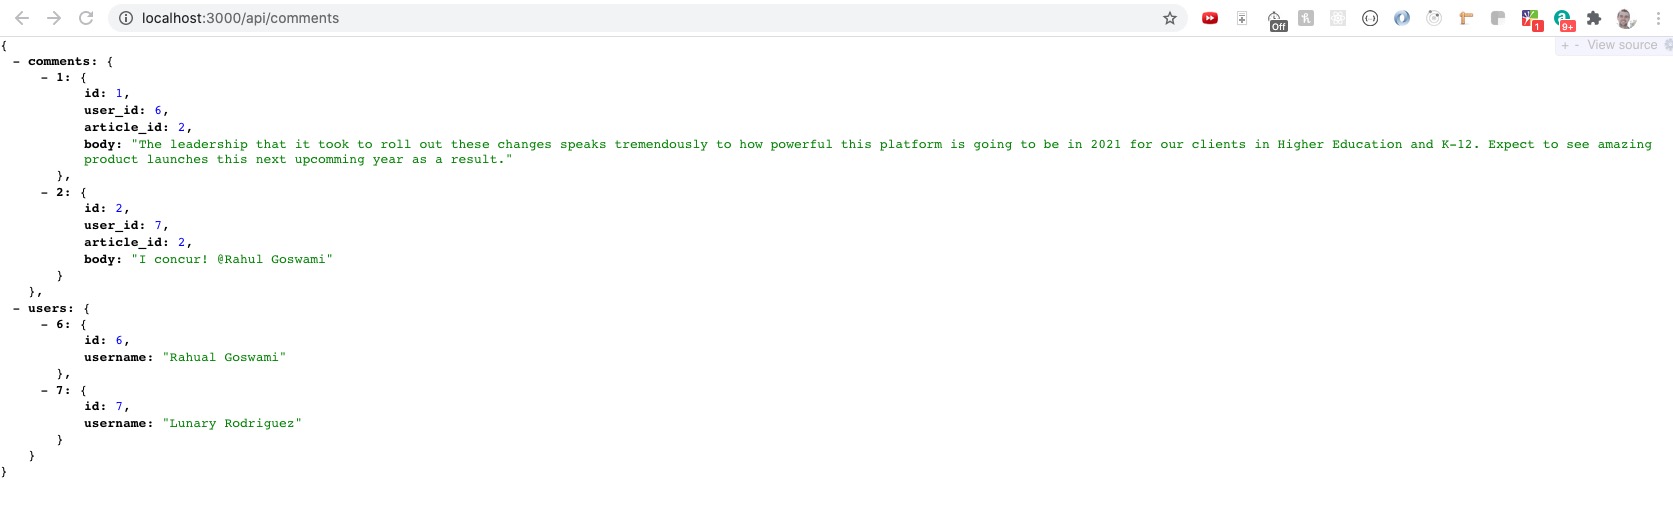 localhost:3000/api/comments
Off
1
9+
{
+ - View source
- comments: {
- 1: {
id: 1,
user_id: 6,
article_id: 2,
body: "The leadership that it took to roll out these changes speaks tremendously to how powerful this platform is going to be in 2021 for our clients in Higher Education and K-12. Expect to see amazing
product launches this next upcomming year as a result."
},
- 2: {
id: 2,
user_id: 7,
article_id: 2,
body: "I concur! @Rahul Goswami"
}
},
- users: {
- 6: {
id: 6,
username: "Rahual Goswami"
},
- 7: {
id: 7,
username: "Lunary Rodriguez"
}
}
}